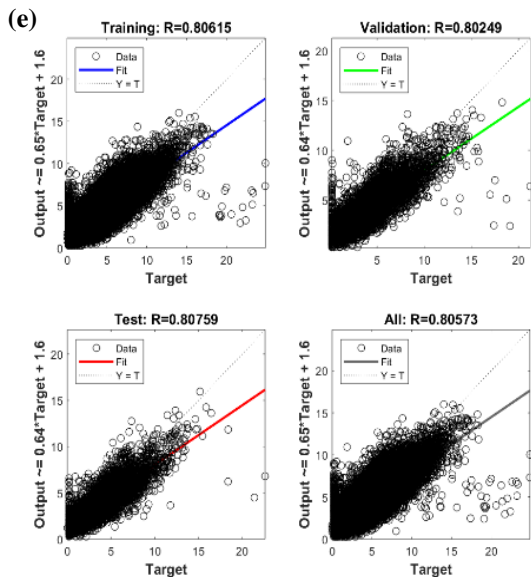 (e)
Training: R=0.80615
Output ~= 0.65*Target + 1.6
Data
Fit
Y = T
20
15
10
5
0
0 5 10 15 20
Target
Validation: R=0.80249
Output ~= 0.64*Target + 1.6
Data
Fit
Y = T
20
15
10
5
5 10 15 20
Target
Test: R=0.80759
Output ~= 0.64*Target + 1.6
Data
Fit
Y = T
20
15
10
5
0
0 5 10 15 20
Target
All: R=0.80573
Output ~= 0.65*Target + 1.6
Data
Fit
Y = T
20
15
10
5
0
0 5 10 15 20
Target